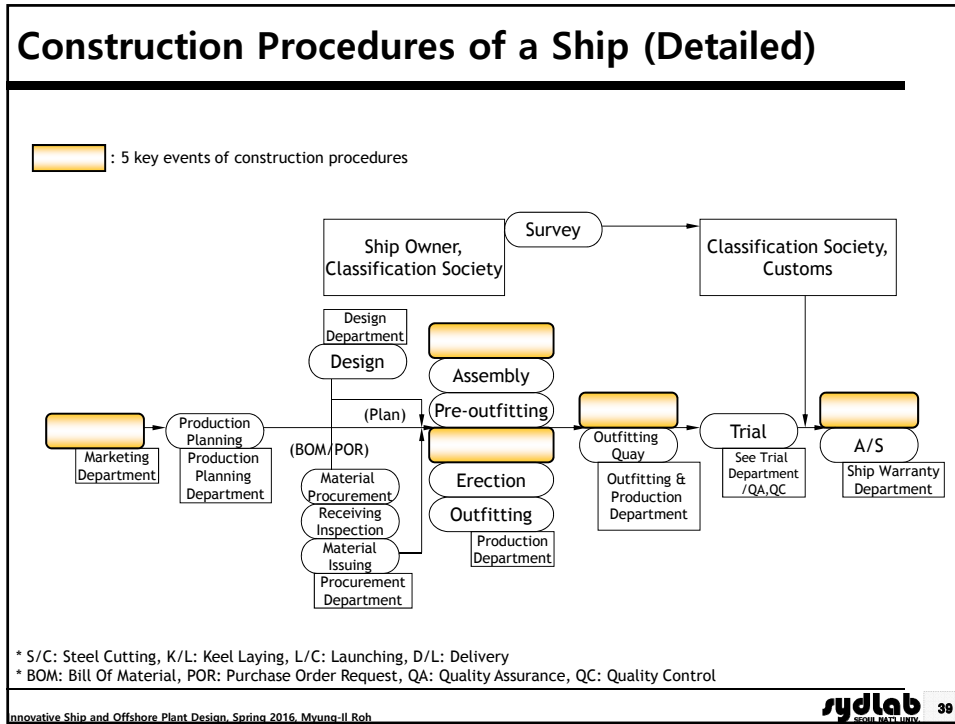 Construction Procedures of a Ship (Detailed)
: 5 key events of construction procedures
Survey
Ship Owner,
Classification Society
Classification Society,
Customs
Design
Department
Design
Assembly
(Plan)
Pre-outfitting
Production
Planning
Marketing
Department
Production
Planning
Department
(BOM/POR)
Material
Procurement
Receiving
Inspection
Material
Issuing
Procurement
Department
Erection
Outfitting
Production
Department
Outfitting
Quay
Outfitting &
Production
Department
Trial
See Trial
Department
/QA,QC
A/S
Ship Warranty
Department
* S/C: Steel Cutting, K/L: Keel Laying, L/C: Launching, D/L: Delivery
* BOM: Bill Of Material, POR: Purchase Order Request, QA: Quality Assurance, QC: Quality Control
nnovative Ship and Offshore Plant Design, Spring 2016, Myung-Il Roh
sydlab
SEOUL NAT'L UNIV.
39